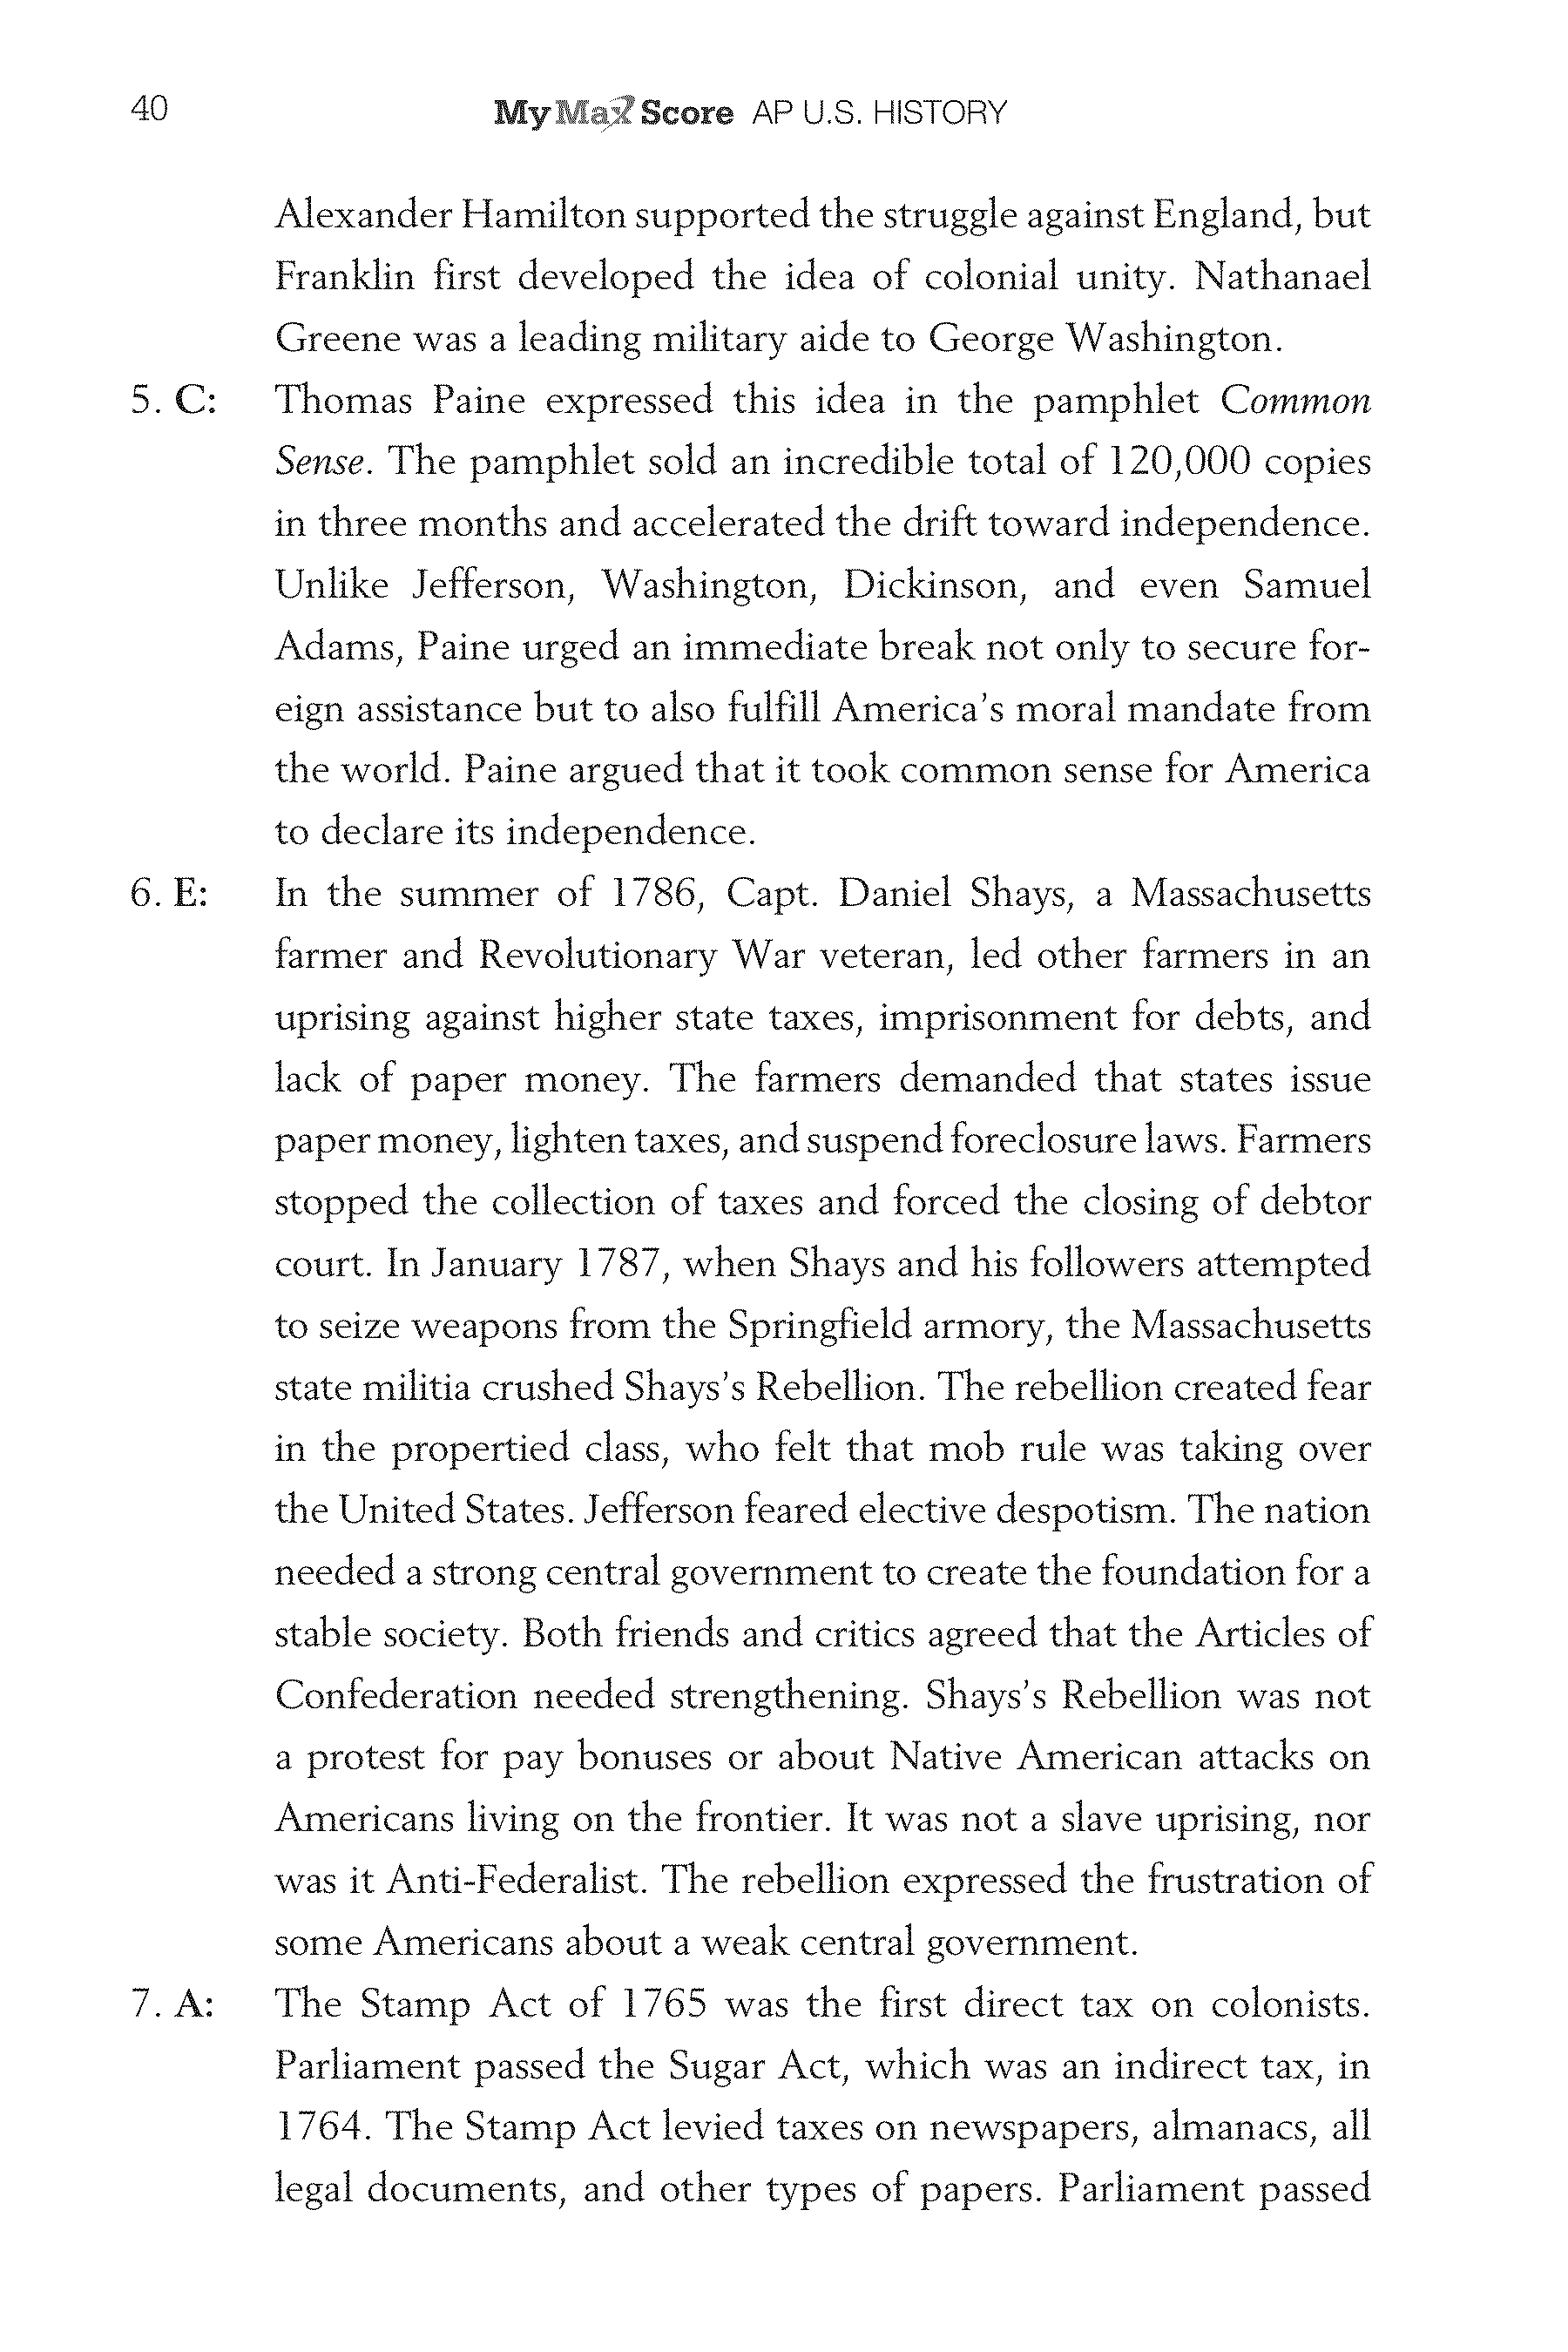 40
MyMax Score AP U.S. HISTORY
Alexander Hamilton supported the struggle against England, but
Franklin first developed the idea of colonial unity. Nathanael
Greene was a leading military aide to George Washington.
5. C: Thomas Paine expressed this idea in the pamphlet Common
Sense. The pamphlet sold an incredible total of 120,000 copies
in three months and accelerated the drift toward independence.
Unlike Jefferson, Washington, Dickinson, and even Samuel
Adams, Paine urged an immediate break not only to secure for-
eign assistance but to also fulfill America's moral mandate from
the world. Paine argued that it took common sense for America
to declare its independence.
6. E: In the summer of 1786, Capt. Daniel Shays, a Massachusetts
farmer and Revolutionary War veteran, led other farmers in an
uprising against higher state taxes, imprisonment for debts, and
lack of paper money. The farmers demanded that states issue
paper money, lighten taxes, and suspend foreclosure laws. Farmers
stopped the collection of taxes and forced the closing of debtor
court. In January 1787, when Shays and his followers attempted
to seize weapons from the Springfield armory, the Massachusetts
state militia crushed Shays's Rebellion. The rebellion created fear
in the propertied class, who felt that mob rule was taking over
the United States. Jefferson feared elective despotism. The nation
needed a strong central government to create the foundation for a
stable society. Both friends and critics agreed that the Articles of
Confederation needed strengthening. Shays's Rebellion was not
a protest for pay bonuses or about Native American attacks on
Americans living on the frontier. It was not a slave uprising, nor
was it Anti-Federalist. The rebellion expressed the frustration of
some Americans about a weak central government.
7. A: The Stamp Act of 1765 was the first direct tax on colonists.
Parliament passed the Sugar Act, which was an indirect tax, in
1764. The Stamp Act levied taxes on newspapers, almanacs, all
legal documents, and other types of papers. Parliament passed